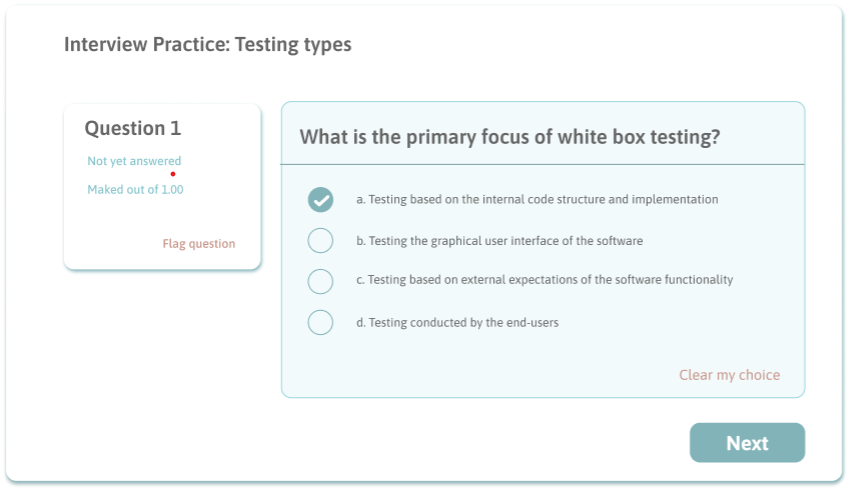 Interview Practice: Testing types
Question 1
Not yet answered
Maked out of 1.00
Flag question
What is the primary focus of white box testing?
a. Testing based on the internal code structure and implementation
b. Testing the graphical user interface of the software
c. Testing based on external expectations of the software functionality
d. Testing conducted by the end-users
Clear my choice
Next